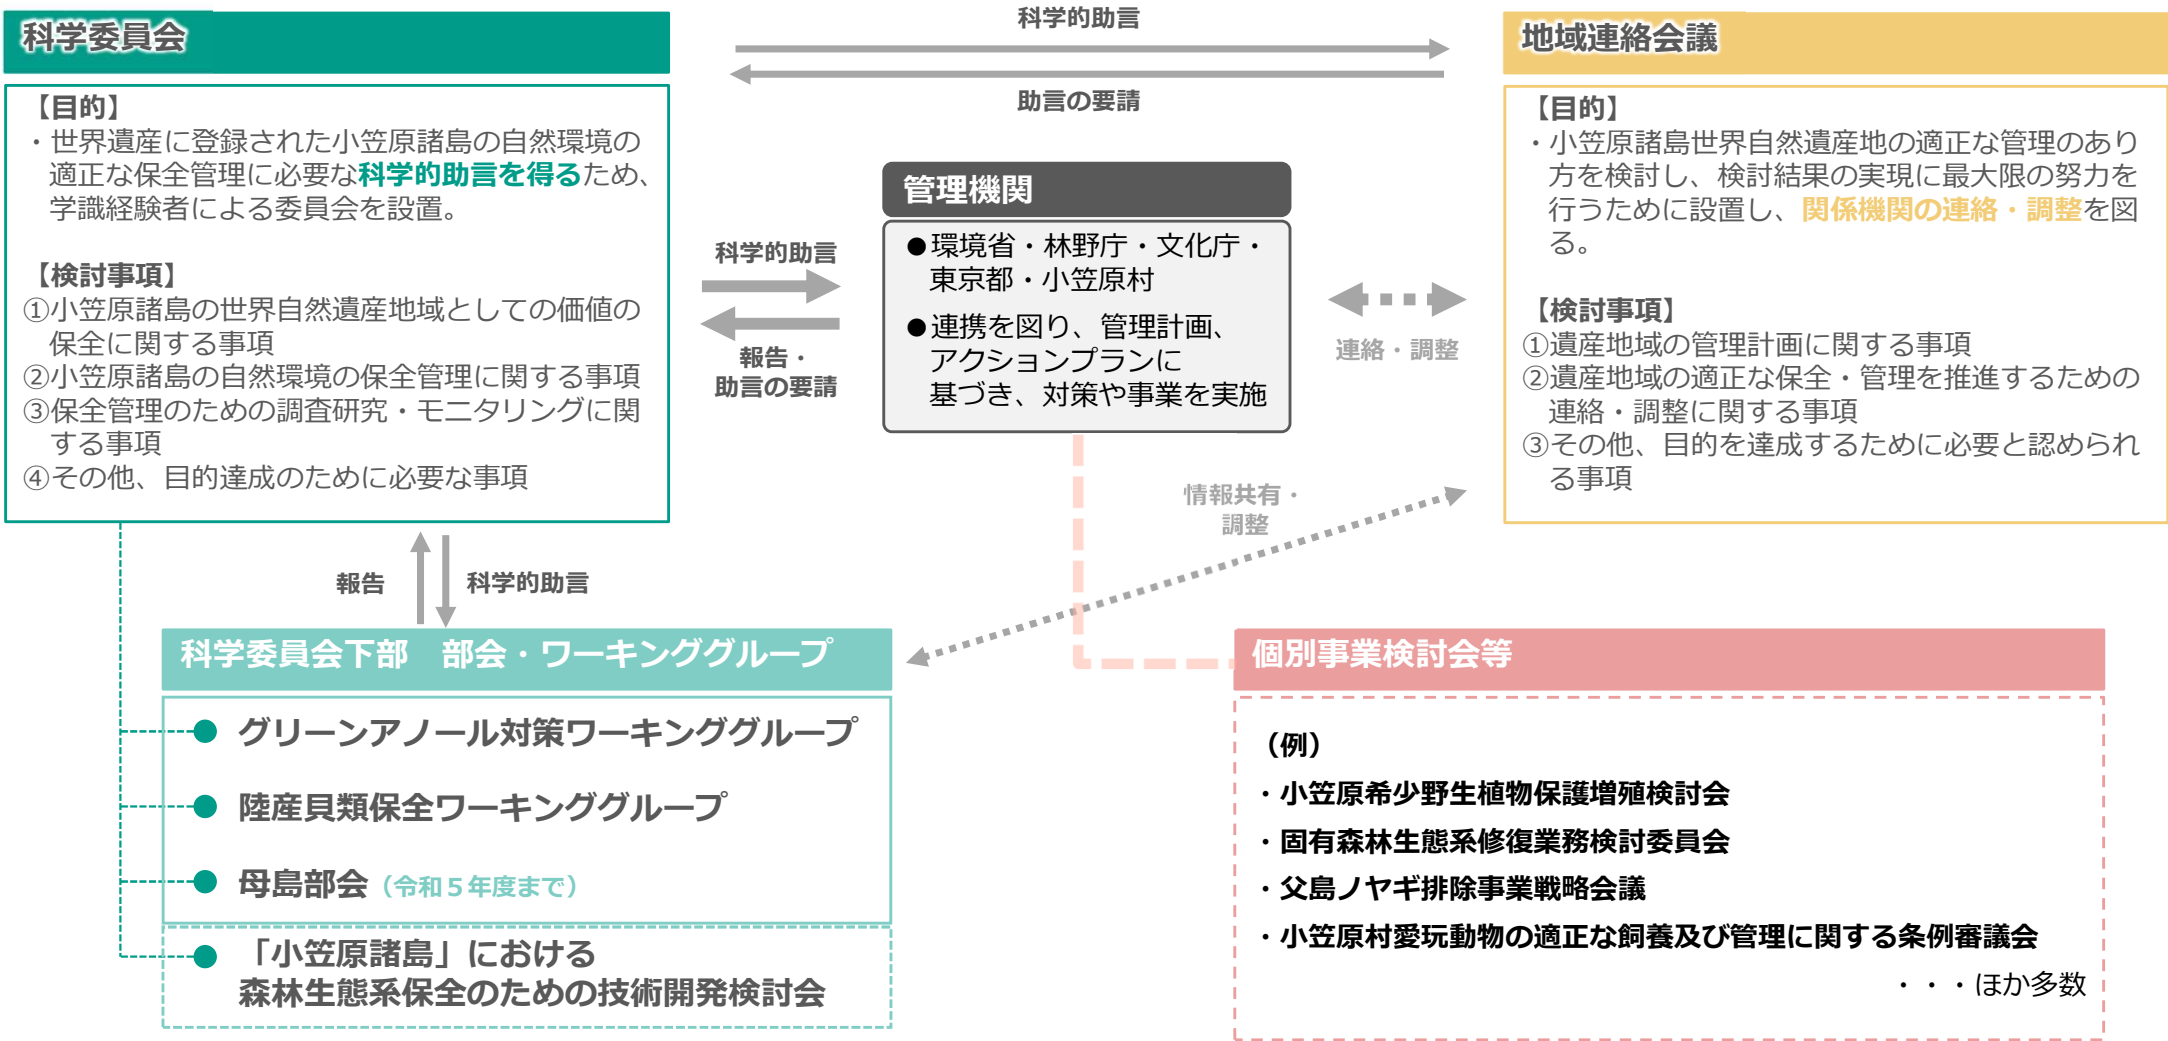 科学委員会
【目的】
・世界遺産に登録された小笠原諸島の自然環境の
適正な保全管理に必要な科学的助言を得るため、
学識経験者による委員会を設置。
【検討事項】
①小笠原諸島の世界自然遺産地域としての価値の
保全に関する事項
②小笠原諸島の自然環境の保全管理に関する事項
③保全管理のための調査研究・モニタリングに関
する事項
④その他、目的達成のために必要な事項
科学的助言
助言の要請
地域連絡会議
【目的】
・小笠原諸島世界自然遺産地の適正な管理のあり
方を検討し、検討結果の実現に最大限の努力を
行うために設置し、関係機関の連絡・調整を図
る。
【検討事項】
①遺産地域の管理計画に関する事項
②遺産地域の適正な保全・管理を推進するための
連絡・調整に関する事項
③その他、目的を達成するために必要と認められ
る事項
管理機関
●環境省・林野庁・文化庁・
東京都・小笠原村
●連携を図り、管理計画、
アクションプランに
基づき、対策や事業を実施
科学的助言
報告・
助言の要請
連絡・調整
情報共有・
調整
報告
科学的助言
科学委員会下部　部会・ワーキンググループ
グリーンアノール対策ワーキンググループ
陸産貝類保全ワーキンググループ
母島部会（令和５年度まで）
「小笠原諸島」における
森林生態系保全のための技術開発検討会
個別事業検討会等
（例）
・小笠原希少野生植物保護増殖検討会
・固有森林生態系修復業務検討委員会
・父島ノヤギ排除事業戦略会議
・小笠原村愛玩動物の適正な飼養及び管理に関する条例審議会
・・・ほか多数